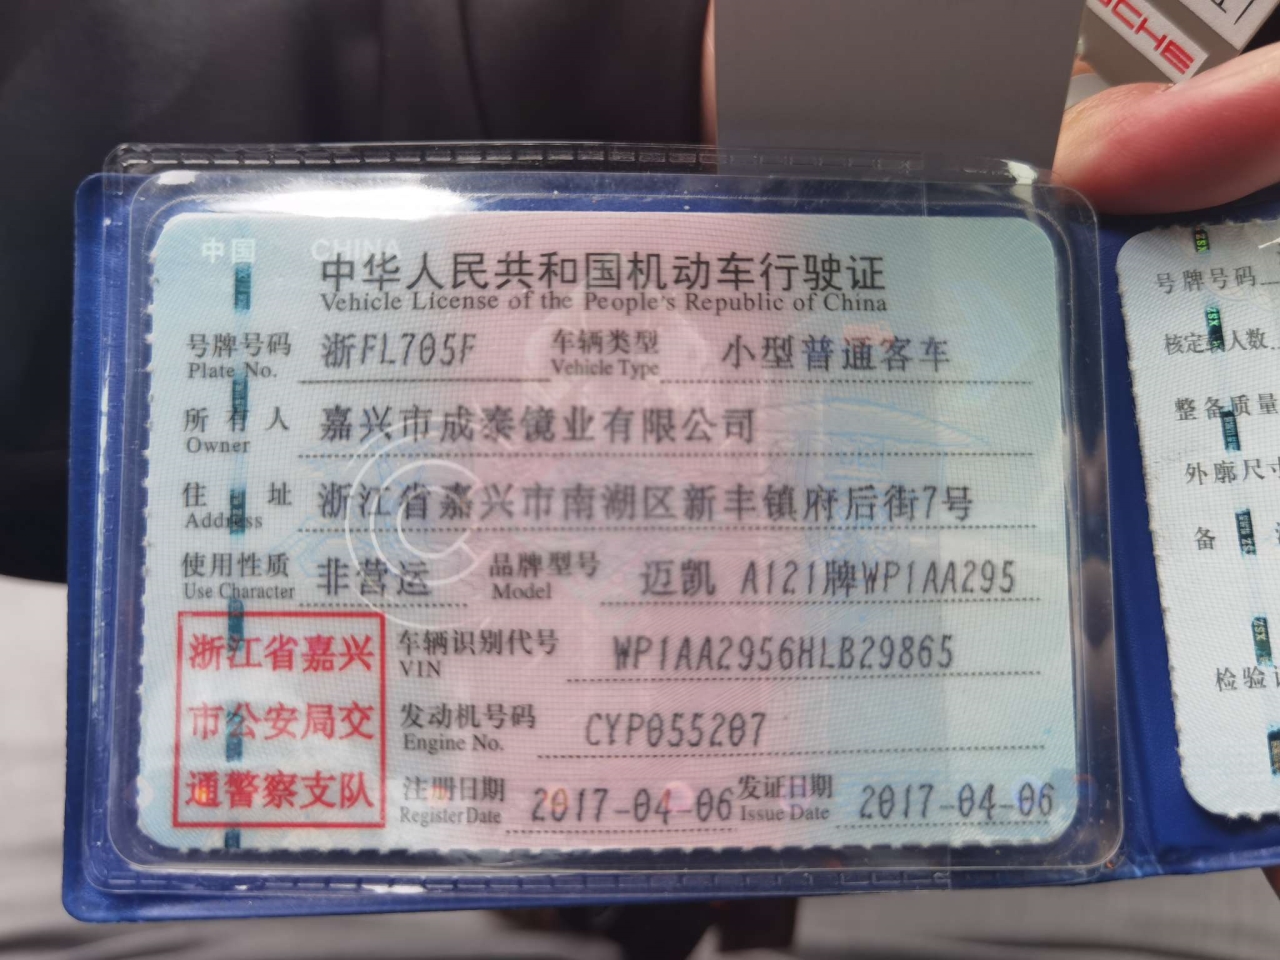 CHE
中国 CHINA
中华人民共和国机动车行驶证
Vehicle License of the People's Republic of China
号牌号码 浙FL705F 车辆类型 小型普通客车
Plate No. Vehicle Type
所有人 嘉兴市成泰镜业有限公司
Owner
住址 浙江省嘉兴市南湖区新丰镇府后街7号
Address
使用性质 非营运 品牌型号 迈凯 A121牌WP1AA295
Use Character Model
浙江省嘉兴
市公安局交
通警察支队
车辆识别代号 WP1AA2956HLB29865
VIN
发动机号码 CYP055207
Engine No.
注册日期 2017-04-06 发证日期 2017-04-06
Register Date Issue Date
号牌号码
核定 人数
整备质量
外廓尺寸
备
检验
ZSX